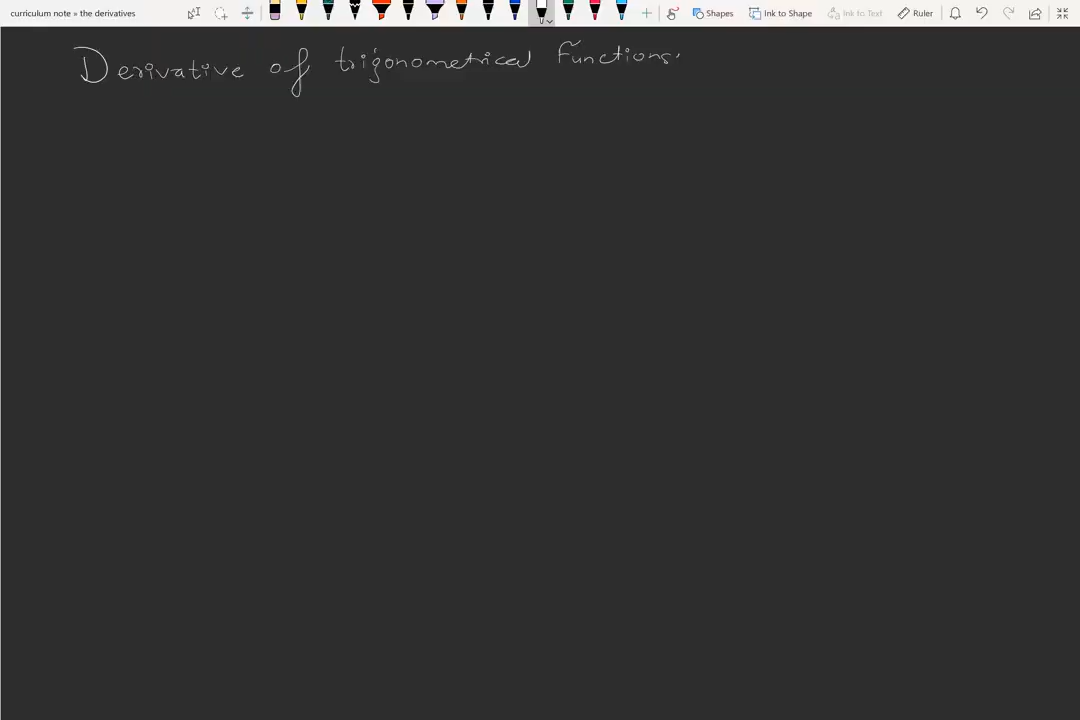 curriculum note » the derivatives
Shapes
Ink to Shape
Ink to Text
Ruler
Derivative of trigonometrical Functions.